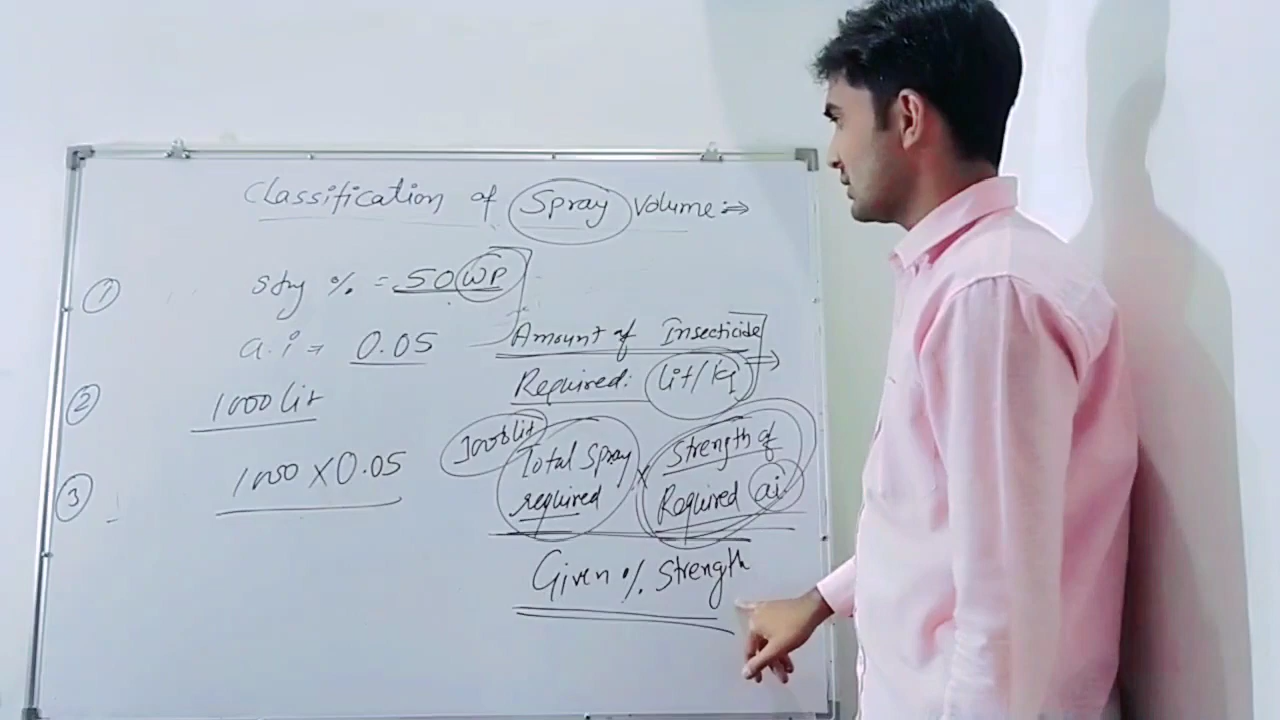 Classification of Spray Volume :⇒
① Stry % = 50 WP
a.i = 0.05
② 1000 lit
③ 1000 X 0.05
Amount of Insecticide
Required: lit/kg ⇒
1000 lit
Total Spray required X Strength of Required ai
Given % Strength